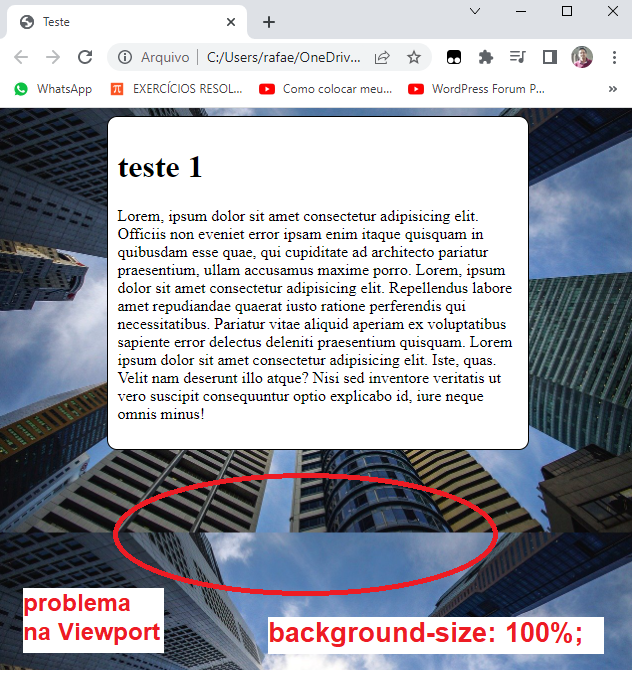 Teste
Arquivo | C:/Users/rafae/OneDriv...
WhatsApp EXERCÍCIOS RESOL... Como colocar meu... WordPress Forum P... »
teste 1
Lorem, ipsum dolor sit amet consectetur adipisicing elit.
Officiis non eveniet error ipsam enim itaque quisquam in
quibusdam esse quae, qui cupiditate ad architecto pariatur
praesentium, ullam accusamus maxime porro. Lorem, ipsum
dolor sit amet consectetur adipisicing elit. Repellendus labore
amet repudiandae quaerat iusto ratione perferendis qui
necessitatibus. Pariatur vitae aliquid aperiam ex voluptatibus
sapiente error delectus deleniti praesentium quisquam. Lorem
ipsum dolor sit amet consectetur adipisicing elit. Iste, quas.
Velit nam deserunt illo atque? Nisi sed inventore veritatis ut
vero suscipit consequuntur optio explicabo id, iure neque
omnis minus!
problema
na Viewport
background-size: 100%;